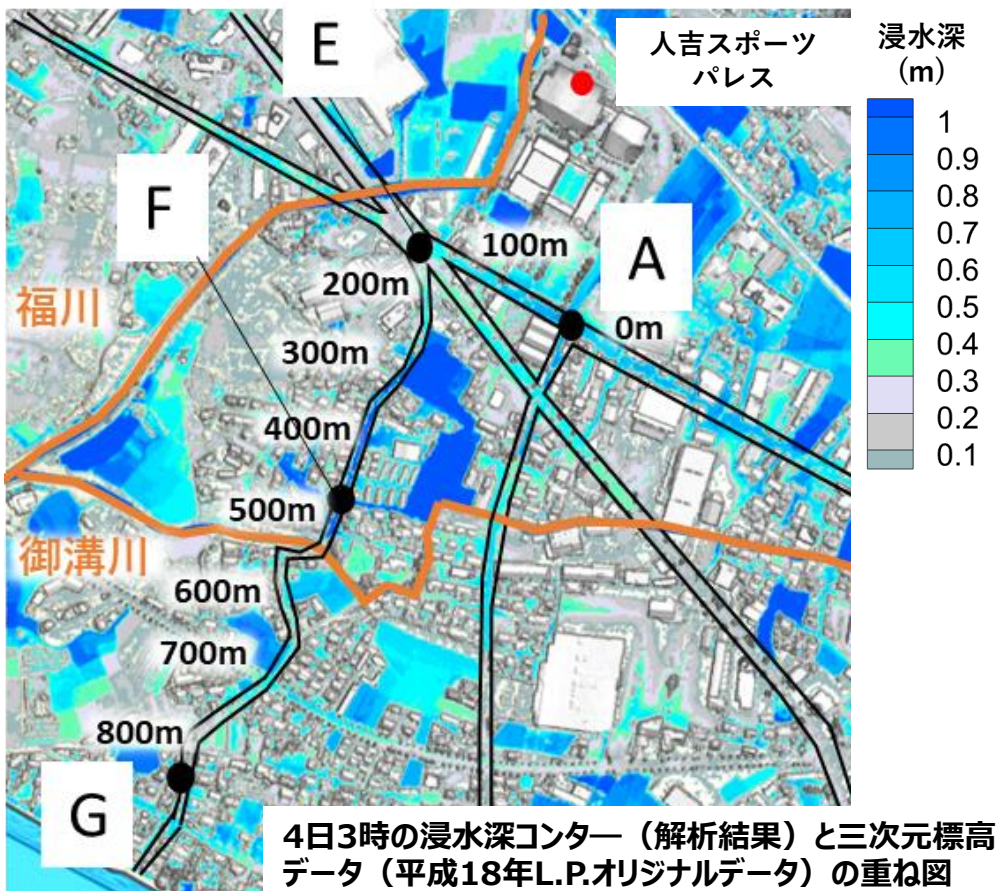 E
人吉スポーツ
パレス
浸水深
(m)
1
0.9
0.8
0.7
0.6
0.5
0.4
0.3
0.2
0.1
F
100m
A
200m
0m
福川
300m
400m
500m
御溝川
600m
700m
800m
G
4日3時の浸水深コンター（解析結果）と三次元標高
データ（平成18年L.P.オリジナルデータ）の重ね図